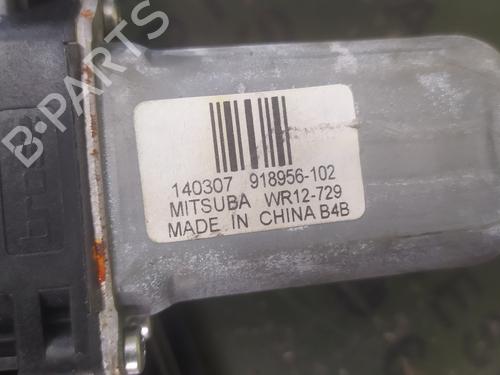 B-PARTS
140307 918956-102
MITSUBA WR12-729
MADE IN CHINA B4B